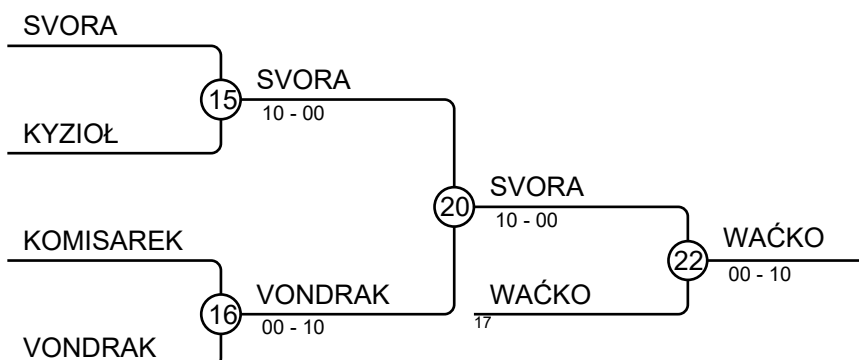 SVORA
SVORA
15
10 - 00
KYZIOŁ
SVORA
20
10 - 00
KOMISAREK
WAĆKO
22
00 - 10
VONDRAK
WAĆKO
16
00 - 10
17
VONDRAK